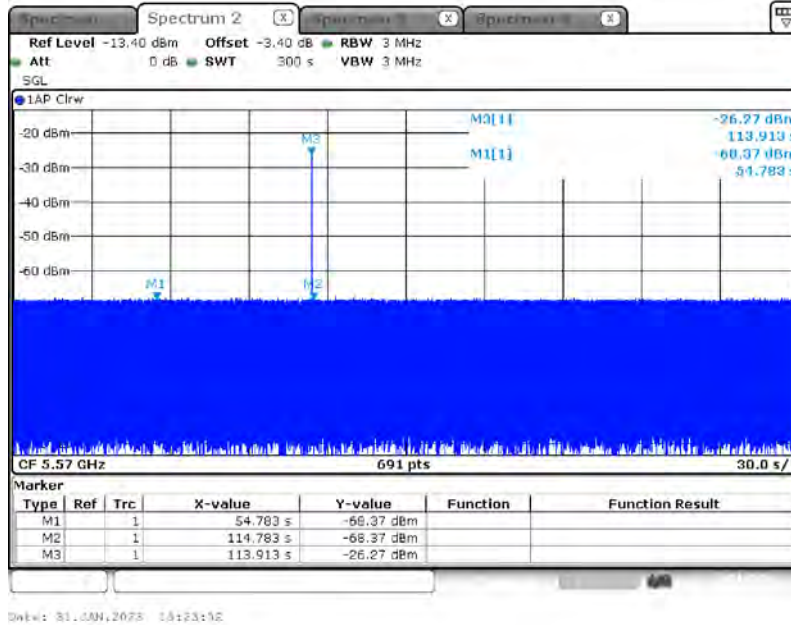 Spectrum 2 X X X
Ref Level -13.40 dBm Offset -3.40 dB RBW 3 MHz
Att 0 dB SWT 300 s VBW 3 MHz
SGL
1AP Clrw
M3[1] -26.27 dBm
113.913 s
M1[1] -68.37 dBm
54.783 s
-20 dBm
M3
-30 dBm
-40 dBm
-50 dBm
-60 dBm
M1 M2
CF 5.57 GHz 691 pts 30.0 s/
Marker
Type Ref Trc X-value Y-value Function Function Result
M1 1 54.783 s -68.37 dBm
M2 1 114.783 s -68.37 dBm
M3 1 113.913 s -26.27 dBm
Date: 31.JAN.2023